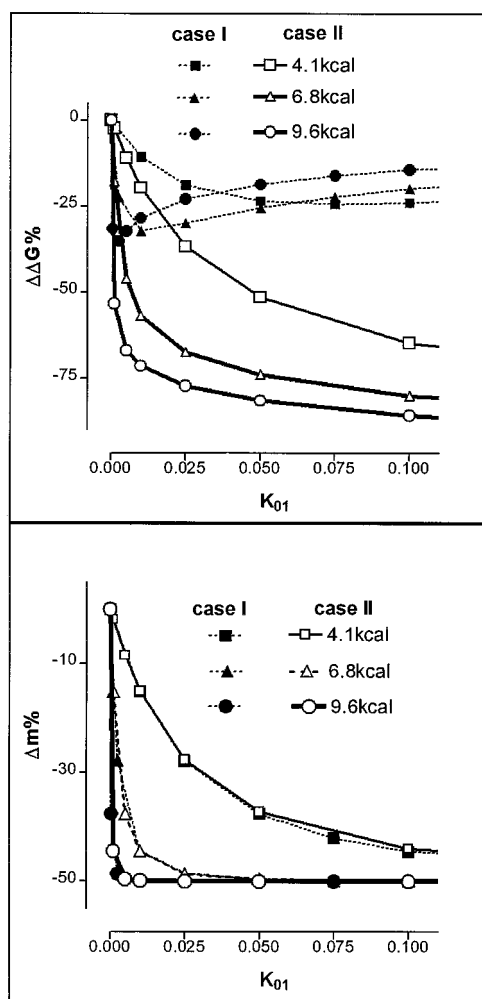 case I case II
4.1kcal
6.8kcal
9.6kcal
0
-25
-50
-75
ΔΔG%
0.000 0.025 0.050 0.075 0.100
K01
case I case II
4.1kcal
6.8kcal
9.6kcal
-10
-30
-50
Δm%
0.000 0.025 0.050 0.075 0.100
K01